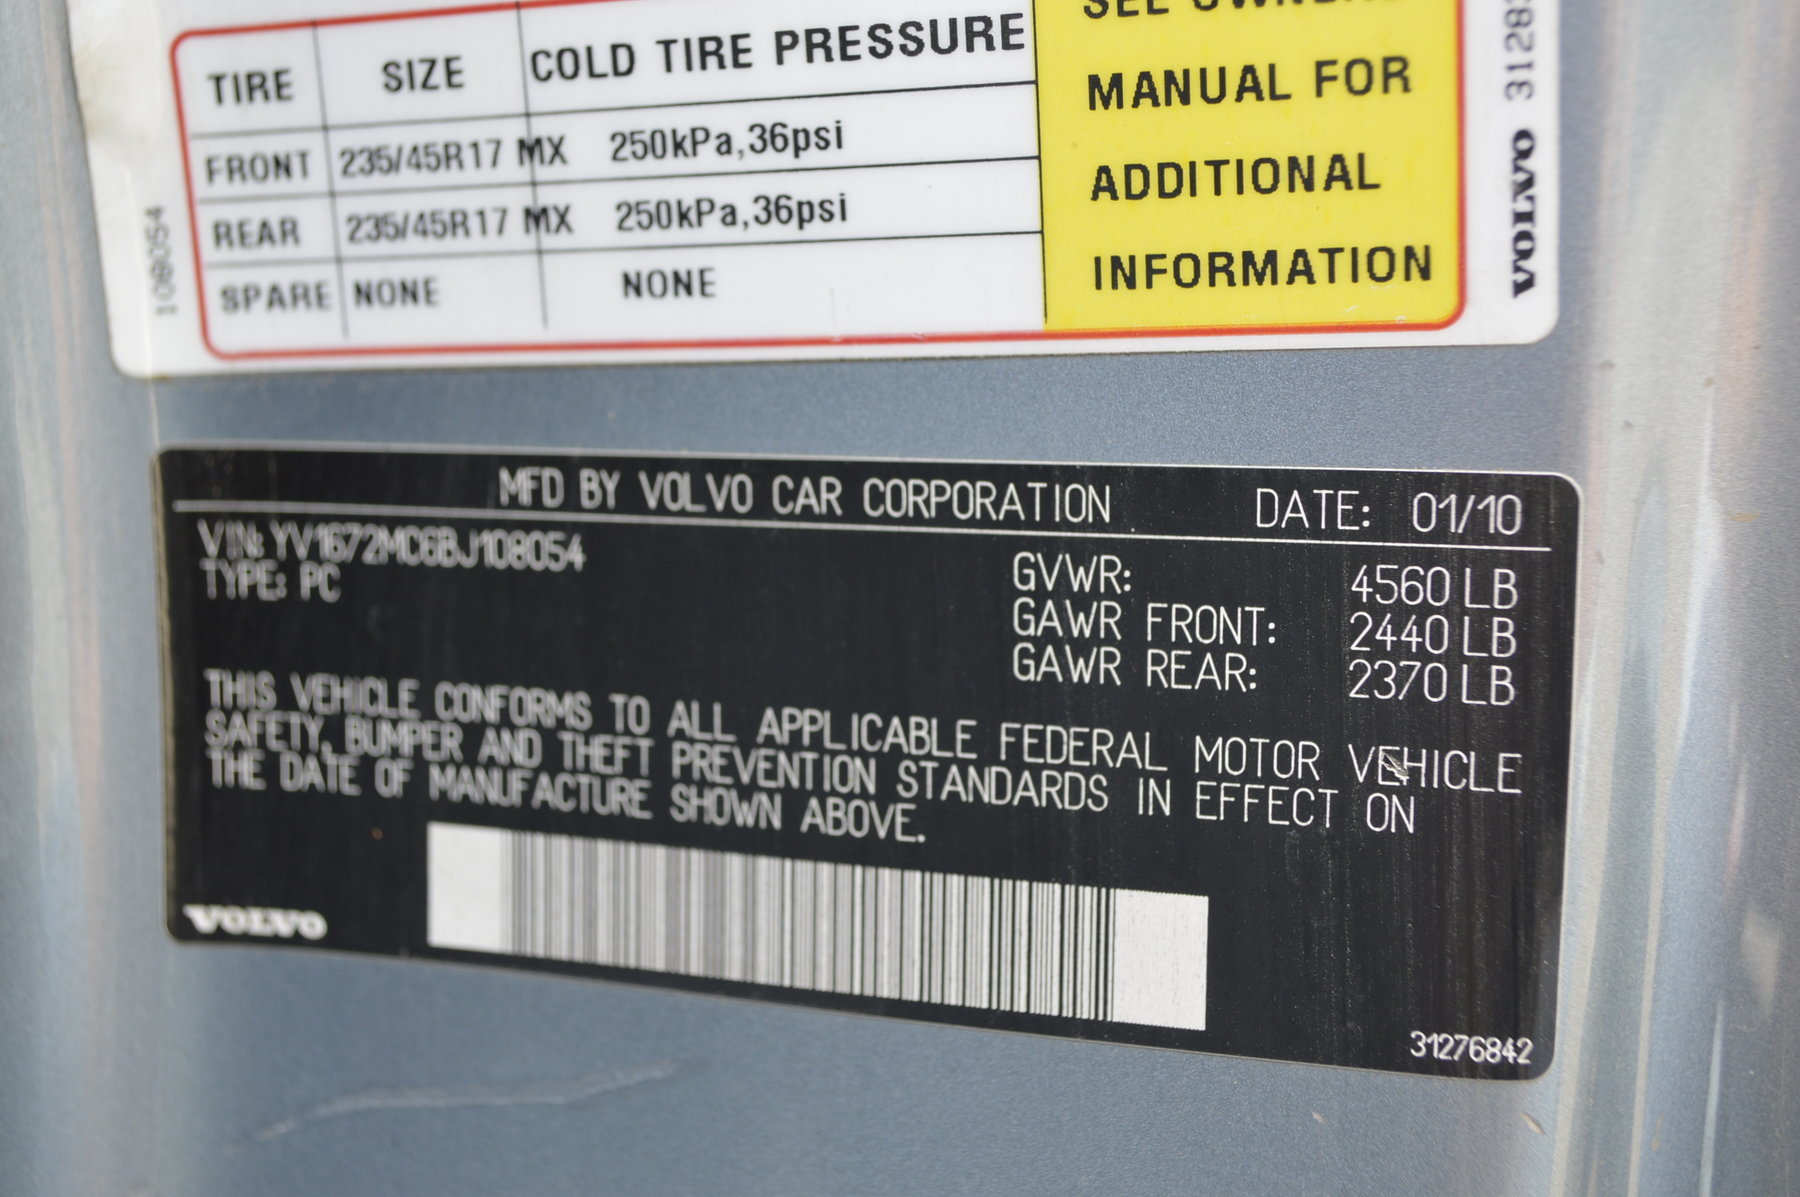 SEE OWNERS
TIRE SIZE COLD TIRE PRESSURE
MANUAL FOR
FRONT 235/45R17 MX 250kPa,36psi
ADDITIONAL
REAR 235/45R17 MX 250kPa,36psi
INFORMATION
SPARE NONE NONE
108054
VOLVO 31283
MFD BY VOLVO CAR CORPORATION DATE: 01/10
VIN: YV1672MC6BJ108054
TYPE: PC
GVWR: 4560 LB
GAWR FRONT: 2440 LB
GAWR REAR: 2370 LB
THIS VEHICLE CONFORMS TO ALL APPLICABLE FEDERAL MOTOR VEHICLE
SAFETY, BUMPER AND THEFT PREVENTION STANDARDS IN EFFECT ON
THE DATE OF MANUFACTURE SHOWN ABOVE.
VOLVO
31276842